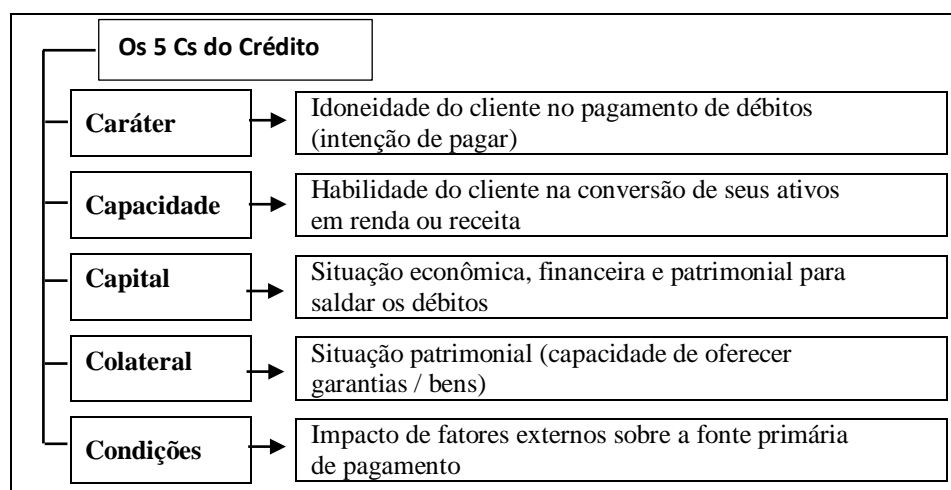 Os 5 Cs do Crédito
Caráter
Idoneidade do cliente no pagamento de débitos
(intenção de pagar)
Capacidade
Habilidade do cliente na conversão de seus ativos
em renda ou receita
Capital
Situação econômica, financeira e patrimonial para
saldar os débitos
Colateral
Situação patrimonial (capacidade de oferecer
garantias / bens)
Condições
Impacto de fatores externos sobre a fonte primária
de pagamento